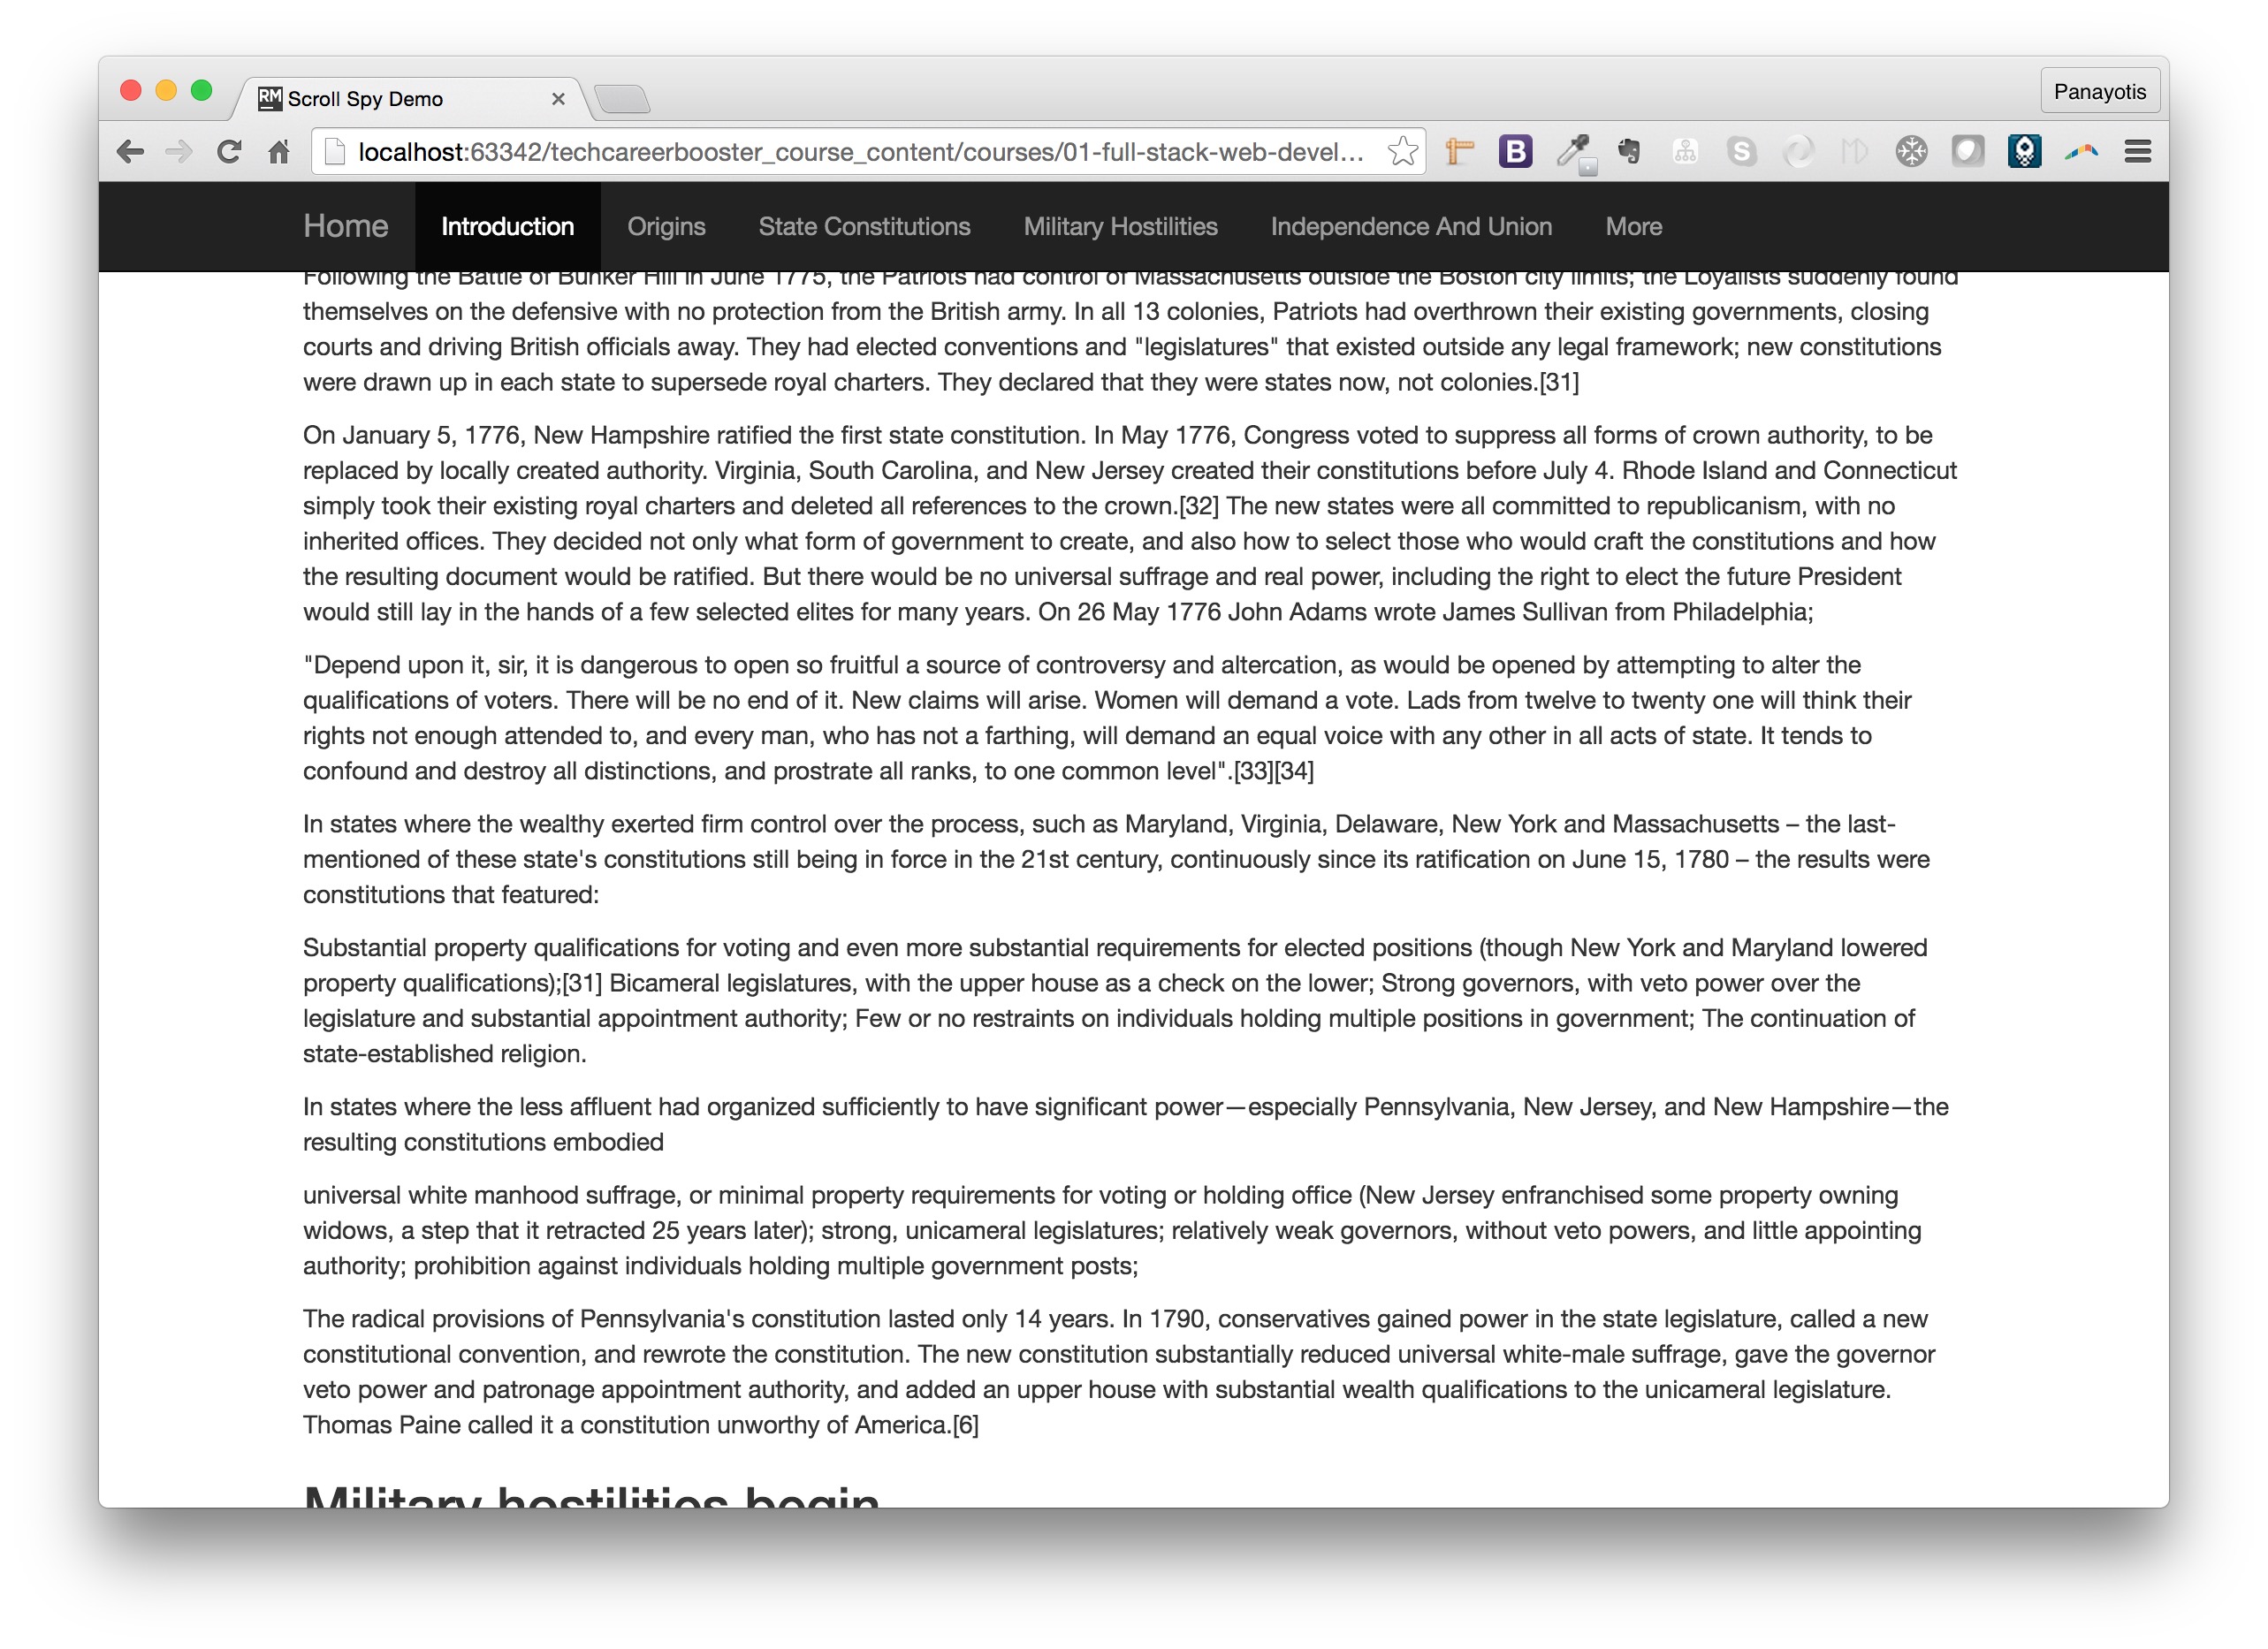 RM Scroll Spy Demo
Panayotis
localhost:63342/techcareerbooster_course_content/courses/01-full-stack-web-devel...
Home Introduction Origins State Constitutions Military Hostilities Independence And Union More
Following the Battle of Bunker Hill in June 1775, the Patriots had control of Massachusetts outside the Boston city limits; the Loyalists suddenly found
themselves on the defensive with no protection from the British army. In all 13 colonies, Patriots had overthrown their existing governments, closing
courts and driving British officials away. They had elected conventions and "legislatures" that existed outside any legal framework; new constitutions
were drawn up in each state to supersede royal charters. They declared that they were states now, not colonies.[31]
On January 5, 1776, New Hampshire ratified the first state constitution. In May 1776, Congress voted to suppress all forms of crown authority, to be
replaced by locally created authority. Virginia, South Carolina, and New Jersey created their constitutions before July 4. Rhode Island and Connecticut
simply took their existing royal charters and deleted all references to the crown.[32] The new states were all committed to republicanism, with no
inherited offices. They decided not only what form of government to create, and also how to select those who would craft the constitutions and how
the resulting document would be ratified. But there would be no universal suffrage and real power, including the right to elect the future President
would still lay in the hands of a few selected elites for many years. On 26 May 1776 John Adams wrote James Sullivan from Philadelphia;
"Depend upon it, sir, it is dangerous to open so fruitful a source of controversy and altercation, as would be opened by attempting to alter the
qualifications of voters. There will be no end of it. New claims will arise. Women will demand a vote. Lads from twelve to twenty one will think their
rights not enough attended to, and every man, who has not a farthing, will demand an equal voice with any other in all acts of state. It tends to
confound and destroy all distinctions, and prostrate all ranks, to one common level".[33][34]
In states where the wealthy exerted firm control over the process, such as Maryland, Virginia, Delaware, New York and Massachusetts – the last-
mentioned of these state's constitutions still being in force in the 21st century, continuously since its ratification on June 15, 1780 – the results were
constitutions that featured:
Substantial property qualifications for voting and even more substantial requirements for elected positions (though New York and Maryland lowered
property qualifications);[31] Bicameral legislatures, with the upper house as a check on the lower; Strong governors, with veto power over the
legislature and substantial appointment authority; Few or no restraints on individuals holding multiple positions in government; The continuation of
state-established religion.
In states where the less affluent had organized sufficiently to have significant power—especially Pennsylvania, New Jersey, and New Hampshire—the
resulting constitutions embodied
universal white manhood suffrage, or minimal property requirements for voting or holding office (New Jersey enfranchised some property owning
widows, a step that it retracted 25 years later); strong, unicameral legislatures; relatively weak governors, without veto powers, and little appointing
authority; prohibition against individuals holding multiple government posts;
The radical provisions of Pennsylvania's constitution lasted only 14 years. In 1790, conservatives gained power in the state legislature, called a new
constitutional convention, and rewrote the constitution. The new constitution substantially reduced universal white-male suffrage, gave the governor
veto power and patronage appointment authority, and added an upper house with substantial wealth qualifications to the unicameral legislature.
Thomas Paine called it a constitution unworthy of America.[6]
Military hostilities begin